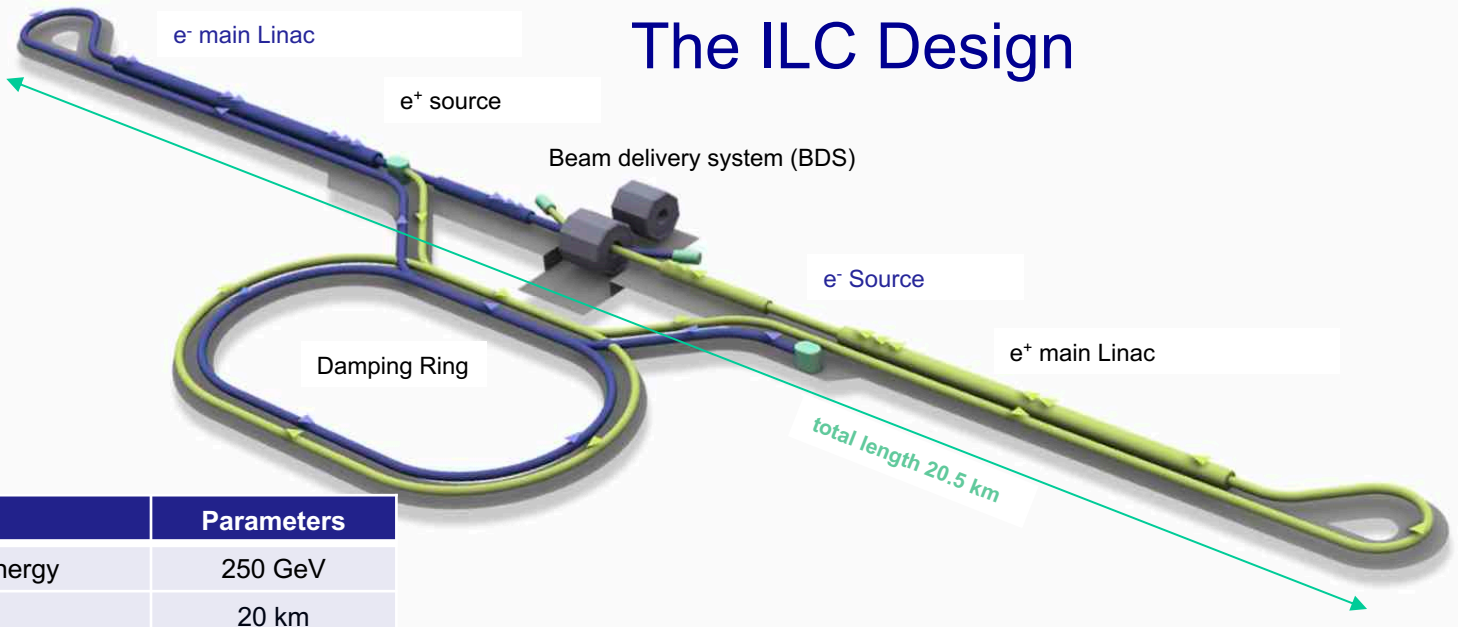 The ILC Design
e⁻ main Linac
e⁺ source
Beam delivery system (BDS)
e⁻ Source
e⁺ main Linac
Damping Ring
total length 20.5 km
Parameters
250 GeV
20 km